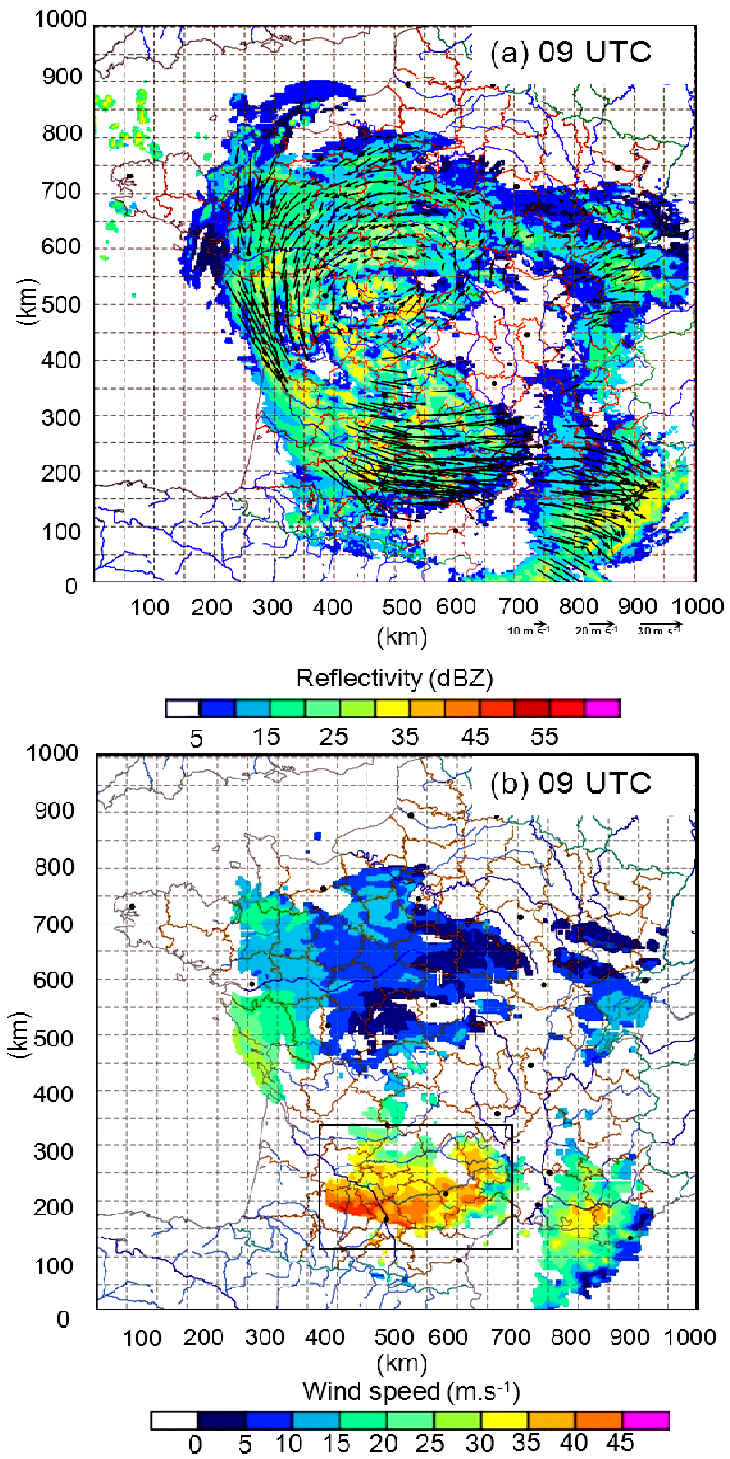 1000
(a) 09 UTC
900
800
700
600
(km)
500
400
300
200
100
0
100 200 300 400 500 600 700 800 900 1000
(km)
10 m s-1 20 m s-1 30 m s-1
Reflectivity (dBZ)
5 15 25 35 45 55
1000
(b) 09 UTC
900
800
700
600
(km)
500
400
300
200
100
0
100 200 300 400 500 600 700 800 900 1000
(km)
Wind speed (m.s-1)
0 5 10 15 20 25 30 35 40 45